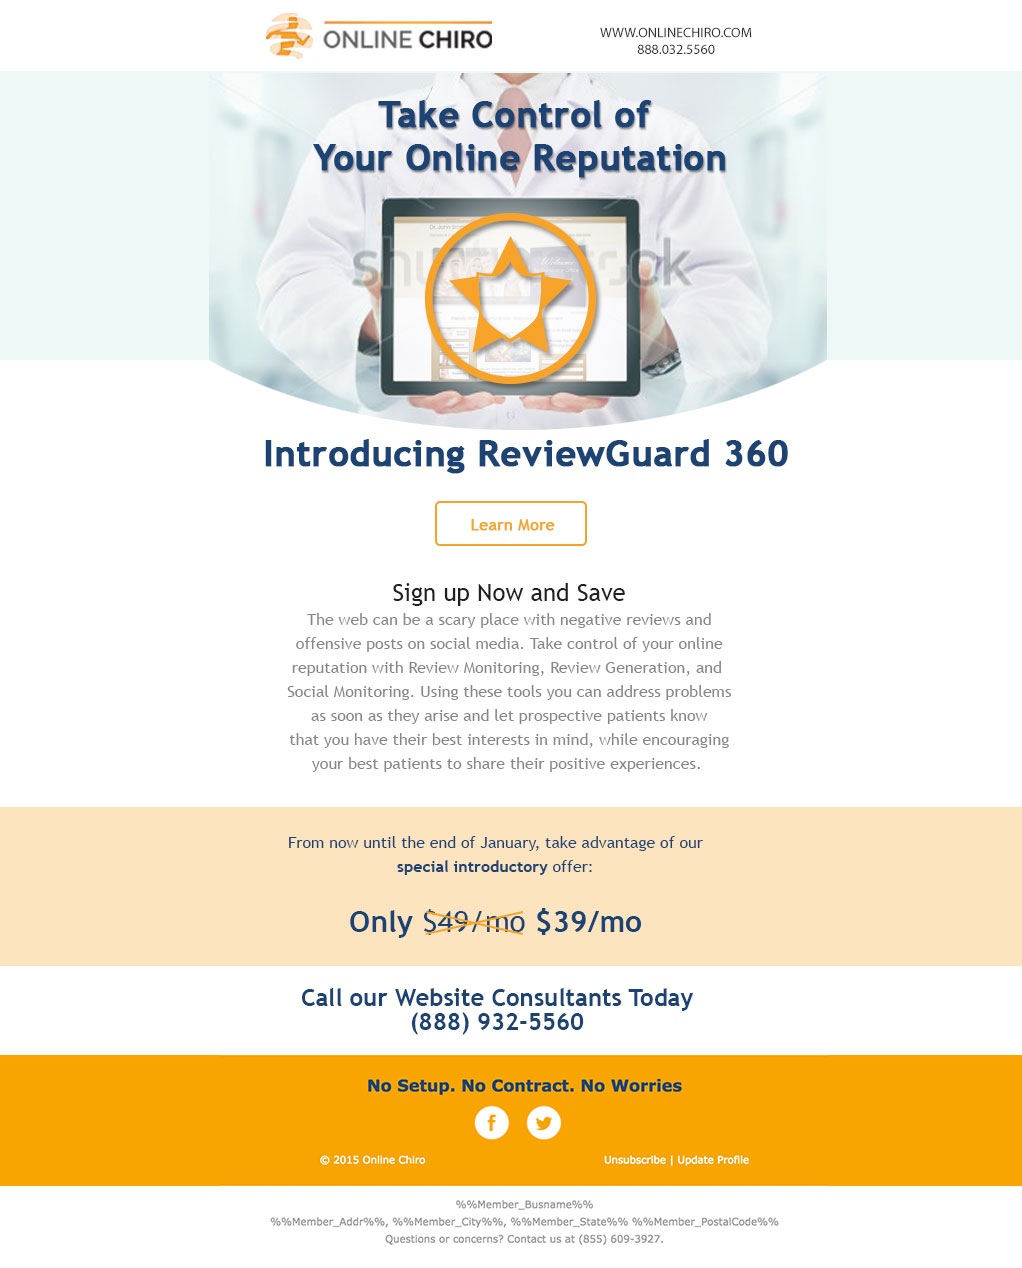 ONLINE CHIRO
WWW.ONLINECHIRO.COM
888.032.5560
Take Control of
Your Online Reputation
shutterstock
Introducing ReviewGuard 360
Learn More
Sign up Now and Save
The web can be a scary place with negative reviews and
offensive posts on social media. Take control of your online
reputation with Review Monitoring, Review Generation, and
Social Monitoring. Using these tools you can address problems
as soon as they arise and let prospective patients know
that you have their best interests in mind, while encouraging
your best patients to share their positive experiences.
From now until the end of January, take advantage of our
special introductory offer:
Only $49/mo $39/mo
Call our Website Consultants Today
(888) 932-5560
No Setup. No Contract. No Worries
© 2015 Online Chiro
Unsubscribe | Update Profile
%%Member_Busname%%
%%Member_Addr%%, %%Member_City%%, %%Member_State%% %%Member_PostalCode%%
Questions or concerns? Contact us at (855) 609-3927.